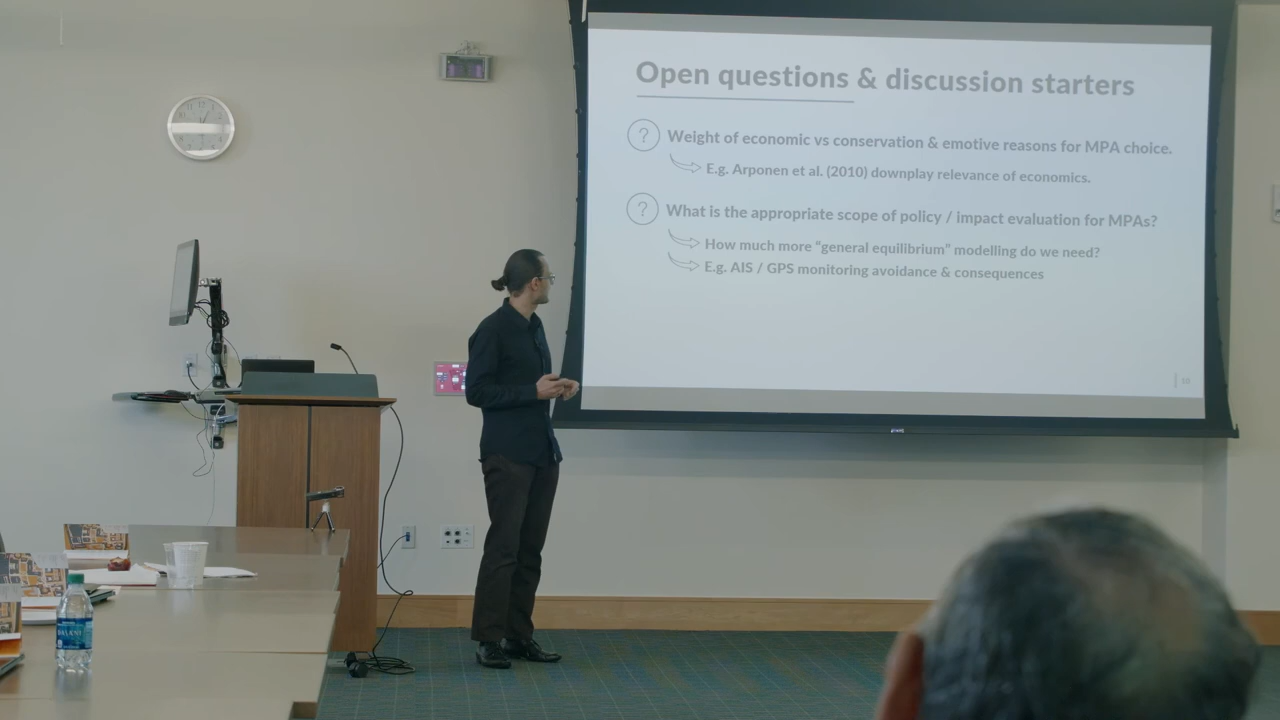 Open questions & discussion starters
? Weight of economic vs conservation & emotive reasons for MPA choice.
E.g. Arponen et al. (2010) downplay relevance of economics.
? What is the appropriate scope of policy / impact evaluation for MPAs?
How much more “general equilibrium” modelling do we need?
E.g. AIS / GPS monitoring avoidance & consequences